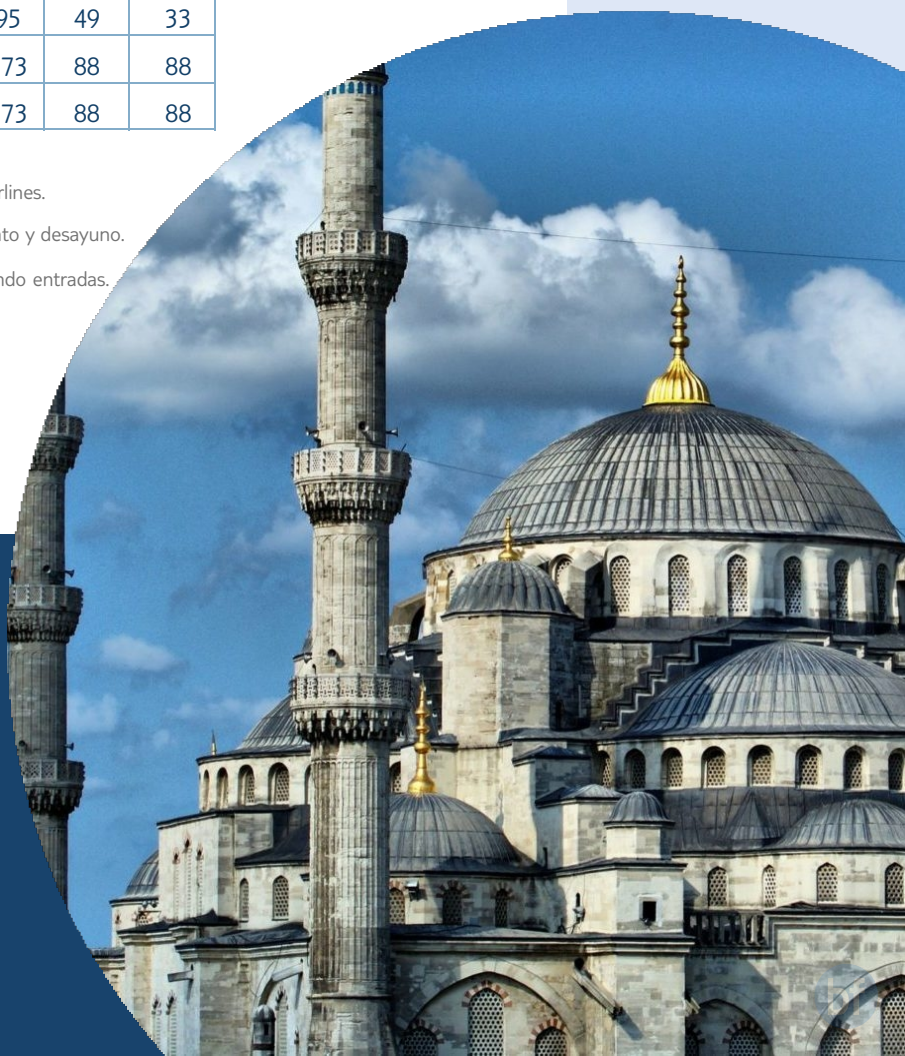 95 49 33
73 88 88
73 88 88
rlines.
to y desayuno.
ndo entradas.